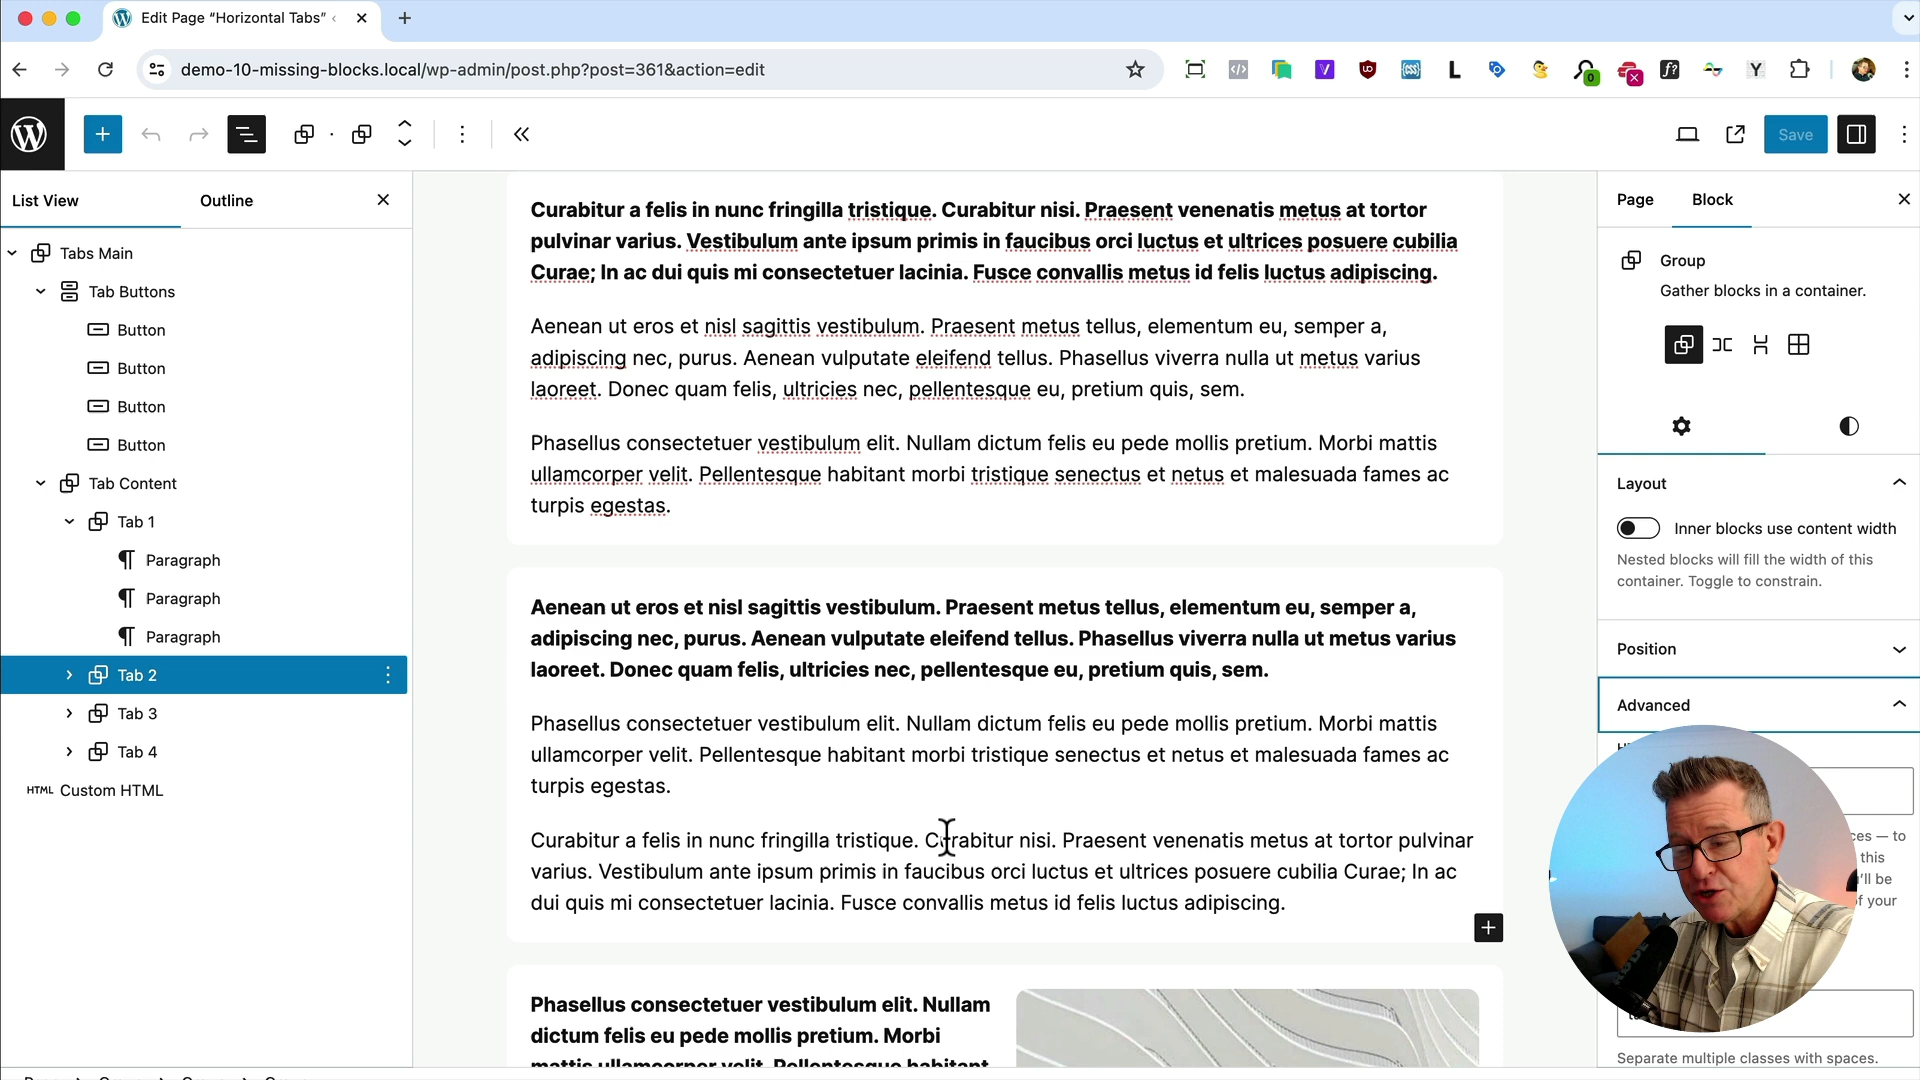 Edit Page “Horizontal Tabs” ‹
demo-10-missing-blocks.local/wp-admin/post.php?post=361&action=edit
Save
List View
Outline
Page
Block
Tabs Main
Tab Buttons
Button
Button
Button
Button
Tab Content
Tab 1
Paragraph
Paragraph
Paragraph
Tab 2
Tab 3
Tab 4
HTML Custom HTML
Curabitur a felis in nunc fringilla tristique. Curabitur nisi. Praesent venenatis metus at tortor
pulvinar varius. Vestibulum ante ipsum primis in faucibus orci luctus et ultrices posuere cubilia
Curae; In ac dui quis mi consectetuer lacinia. Fusce convallis metus id felis luctus adipiscing.
Aenean ut eros et nisl sagittis vestibulum. Praesent metus tellus, elementum eu, semper a,
adipiscing nec, purus. Aenean vulputate eleifend tellus. Phasellus viverra nulla ut metus varius
laoreet. Donec quam felis, ultricies nec, pellentesque eu, pretium quis, sem.
Phasellus consectetuer vestibulum elit. Nullam dictum felis eu pede mollis pretium. Morbi mattis
ullamcorper velit. Pellentesque habitant morbi tristique senectus et netus et malesuada fames ac
turpis egestas.
Aenean ut eros et nisl sagittis vestibulum. Praesent metus tellus, elementum eu, semper a,
adipiscing nec, purus. Aenean vulputate eleifend tellus. Phasellus viverra nulla ut metus varius
laoreet. Donec quam felis, ultricies nec, pellentesque eu, pretium quis, sem.
Phasellus consectetuer vestibulum elit. Nullam dictum felis eu pede mollis pretium. Morbi mattis
ullamcorper velit. Pellentesque habitant morbi tristique senectus et netus et malesuada fames ac
turpis egestas.
Curabitur a felis in nunc fringilla tristique. Curabitur nisi. Praesent venenatis metus at tortor pulvinar
varius. Vestibulum ante ipsum primis in faucibus orci luctus et ultrices posuere cubilia Curae; In ac
dui quis mi consectetuer lacinia. Fusce convallis metus id felis luctus adipiscing.
Phasellus consectetuer vestibulum elit. Nullam
dictum felis eu pede mollis pretium. Morbi
mattis ullamcorper velit. Pellentesque habitant
Group
Gather blocks in a container.
Layout
Inner blocks use content width
Nested blocks will fill the width of this
container. Toggle to constrain.
Position
Advanced
— to
this
be
of your
Separate multiple classes with spaces.